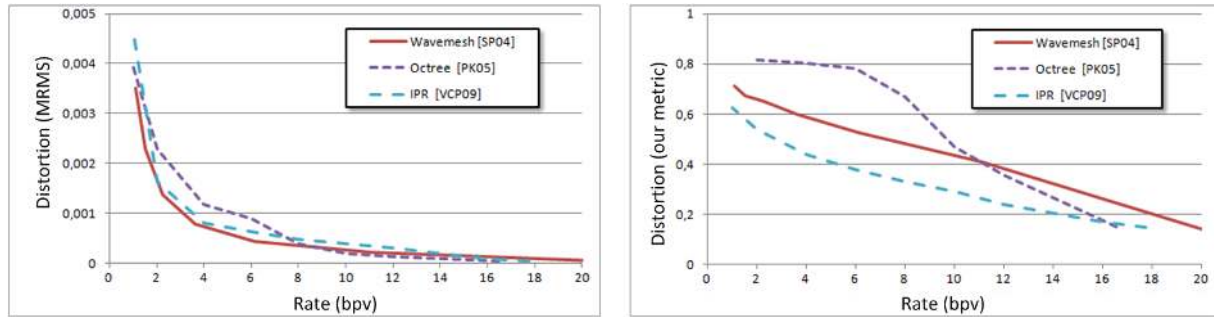 0,005
0,004
0,003
0,002
0,001
0
Distortion (MRMS)
Wavemesh [SP04]
Octree [PK05]
IPR [VCP09]
0 2 4 6 8 10 12 14 16 18 20
Rate (bpv)
1
0,8
0,6
0,4
0,2
0
Distortion (our metric)
Wavemesh [SP04]
Octree [PK05]
IPR [VCP09]
0 2 4 6 8 10 12 14 16 18 20
Rate (bpv)